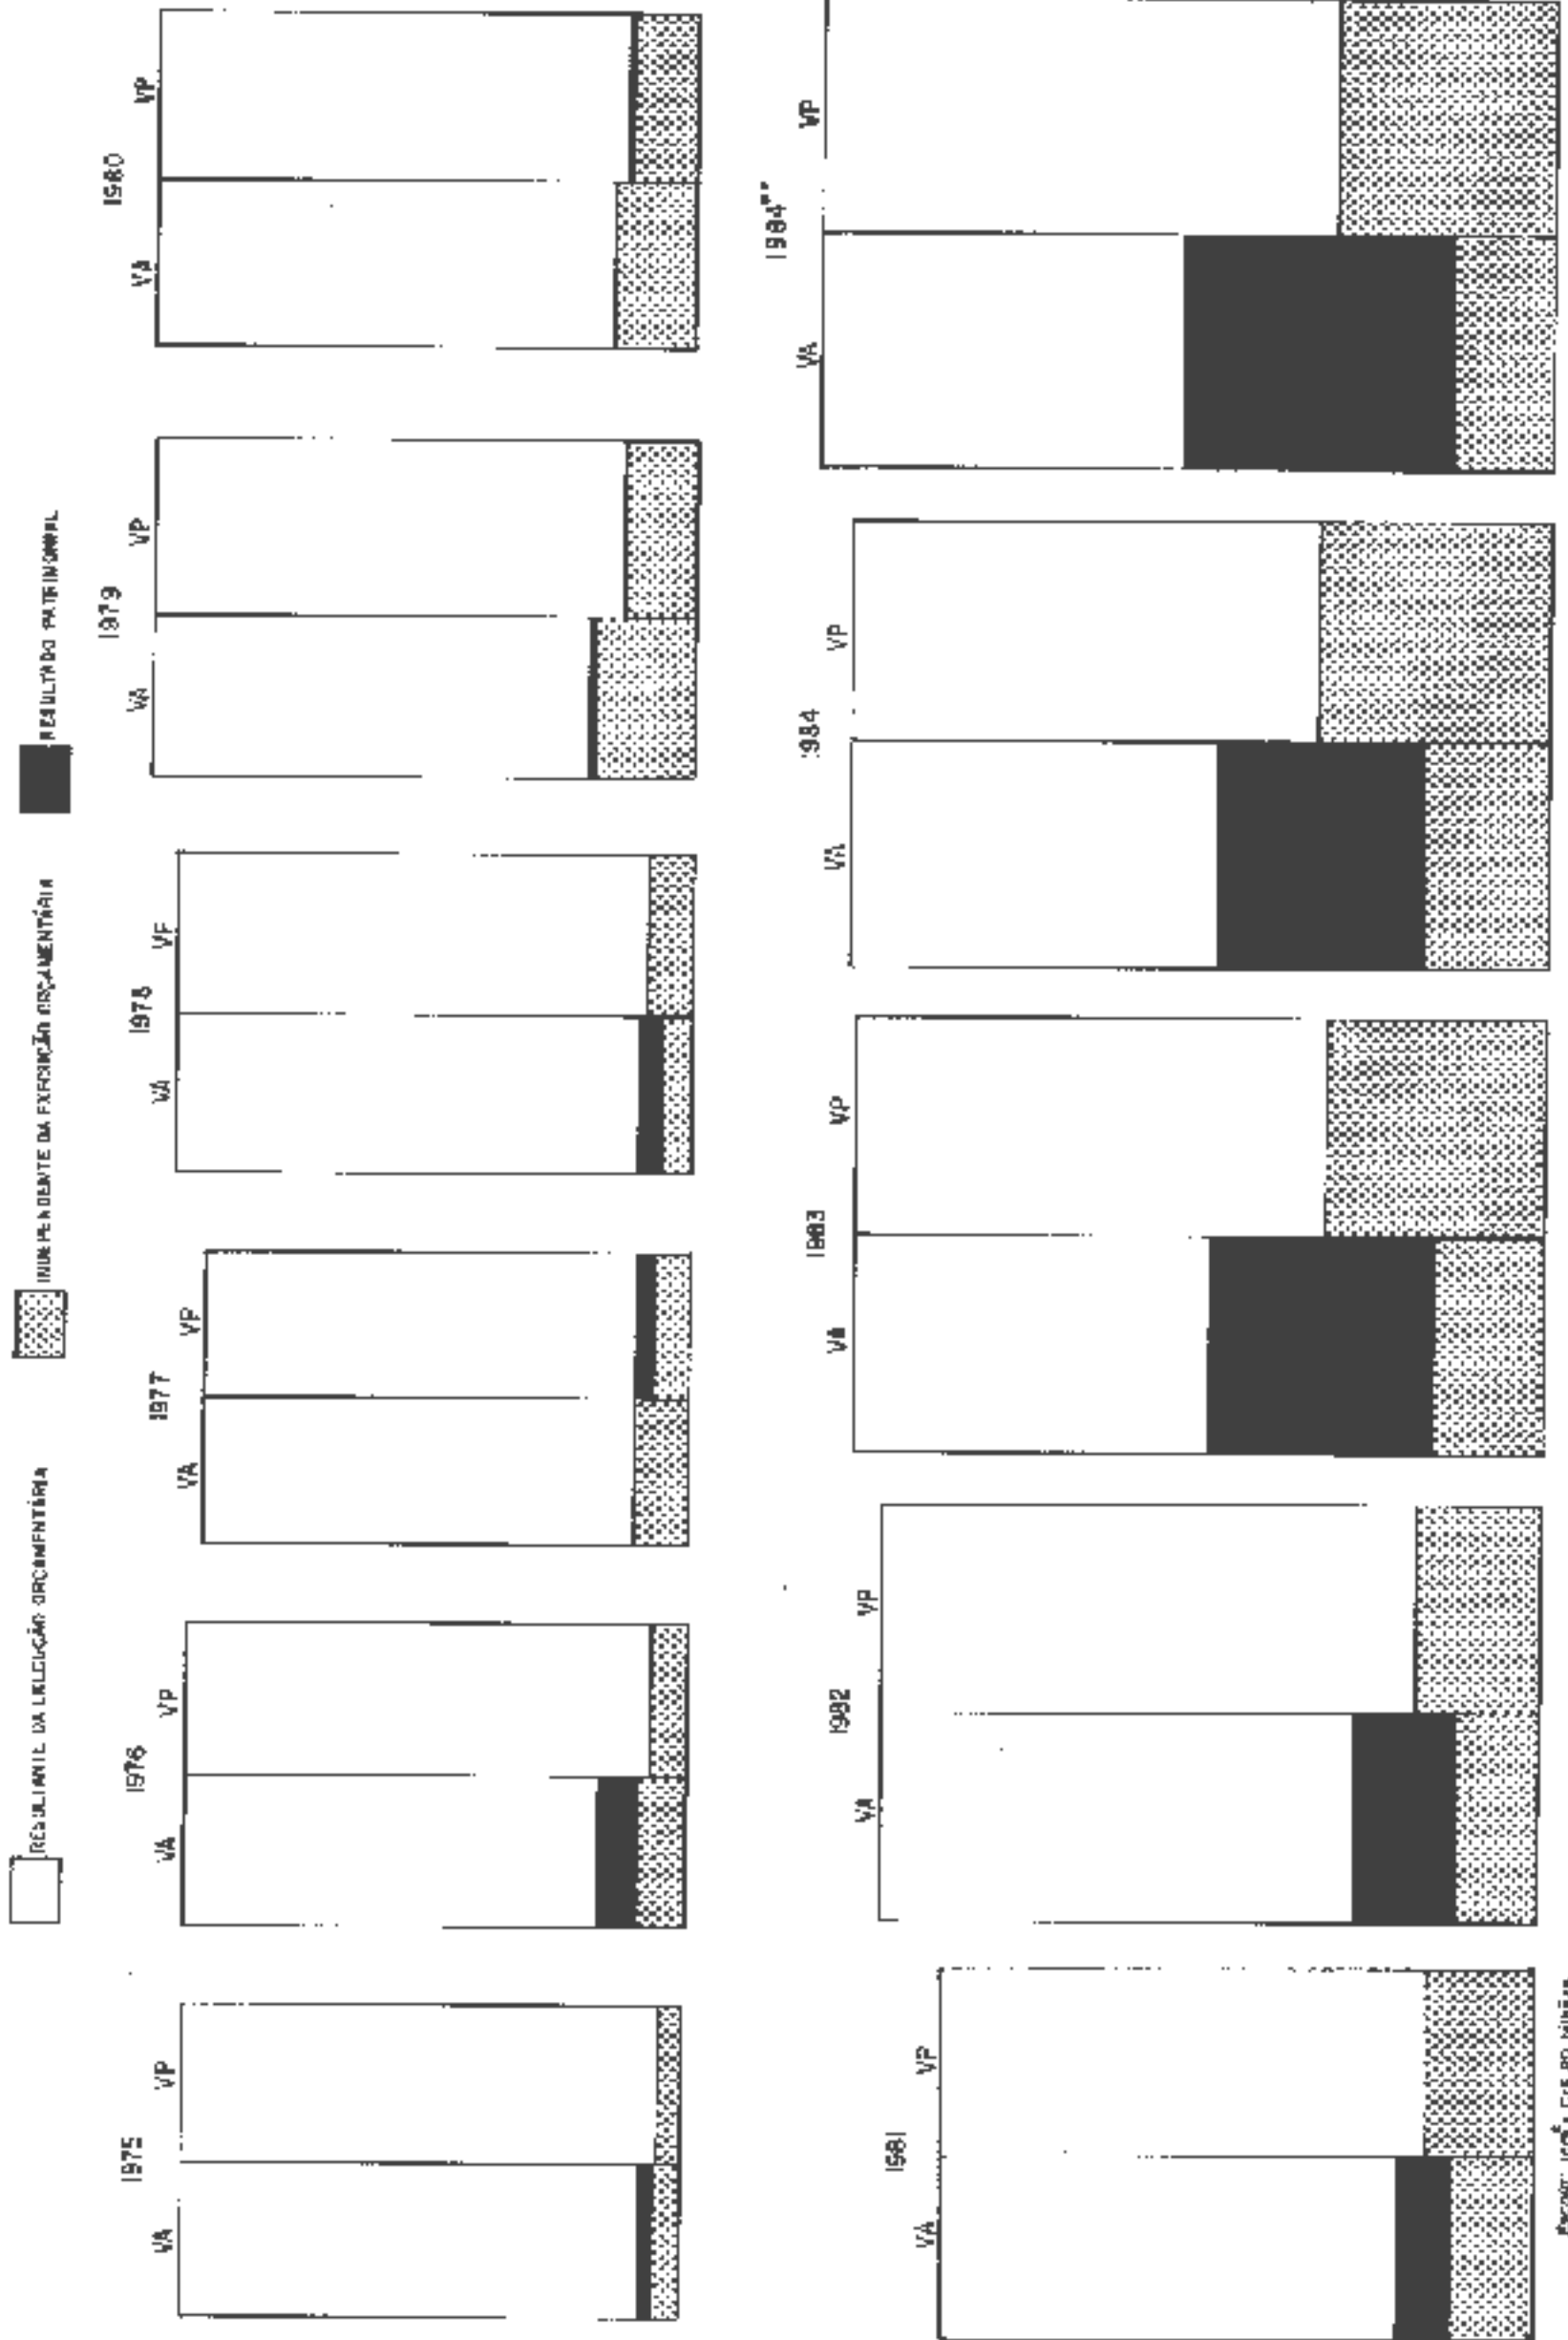 RESULTANTE DA EXECUÇÃO ORÇAMENTÁRIA
INDEPENDENTE DA EXECUÇÃO ORÇAMENTÁRIA
RESULTADO PATRIMONIAL
1975
VA VP
1976
VA VP
1977
VA VP
1978
VA VP
1979
VA VP
1980
VA VP
1981
VA VP
1982
VA VP
1983
VA VP
1984
VA VP
1984**
VA VP